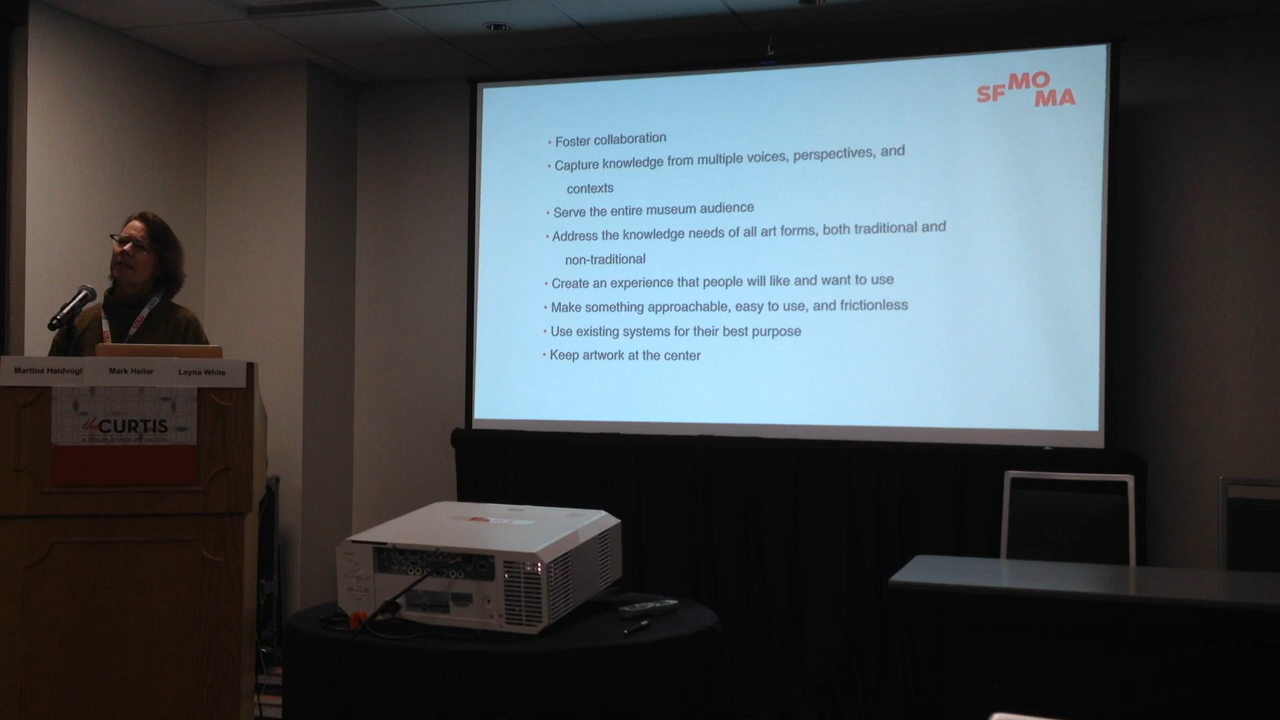 SFMOMA
• Foster collaboration
• Capture knowledge from multiple voices, perspectives, and
contexts
• Serve the entire museum audience
• Address the knowledge needs of all art forms, both traditional and
non-traditional
• Create an experience that people will like and want to use
• Make something approachable, easy to use, and frictionless
• Use existing systems for their best purpose
• Keep artwork at the center
Martina Haidvogl Mark Hellar Layna White
the CURTIS